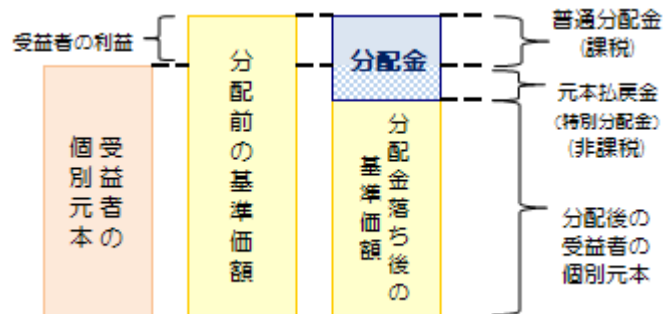 受益者の利益
受益者の
個別元本
分配前の基準価額
分配金
分配金落ち後の
基準価額
普通分配金
(課税)
元本払戻金
(特別分配金)
(非課税)
分配後の
受益者の
個別元本